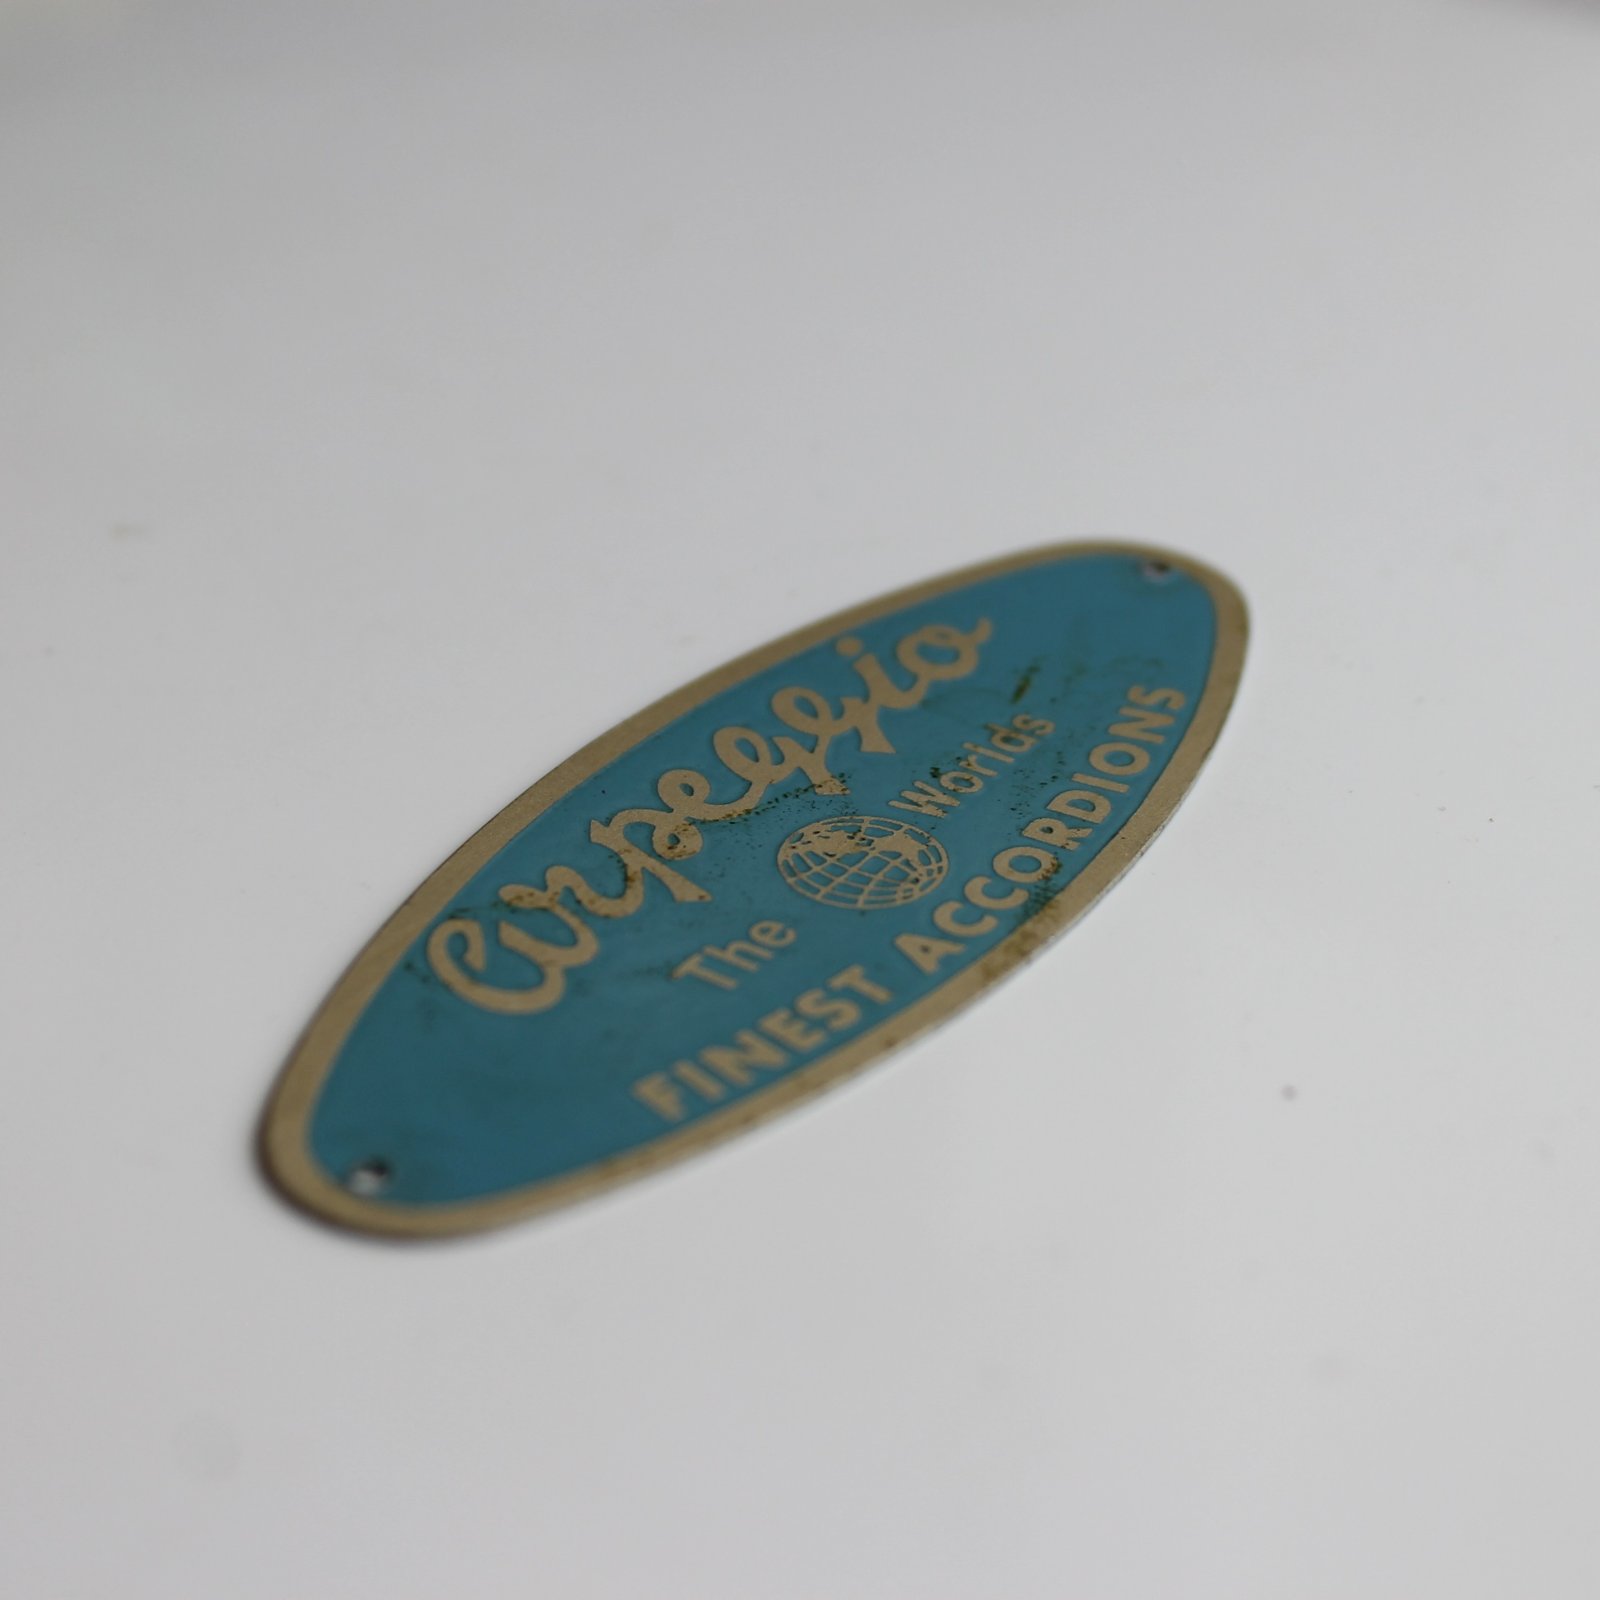 Arpeggio
The Worlds
FINEST ACCORDIONS